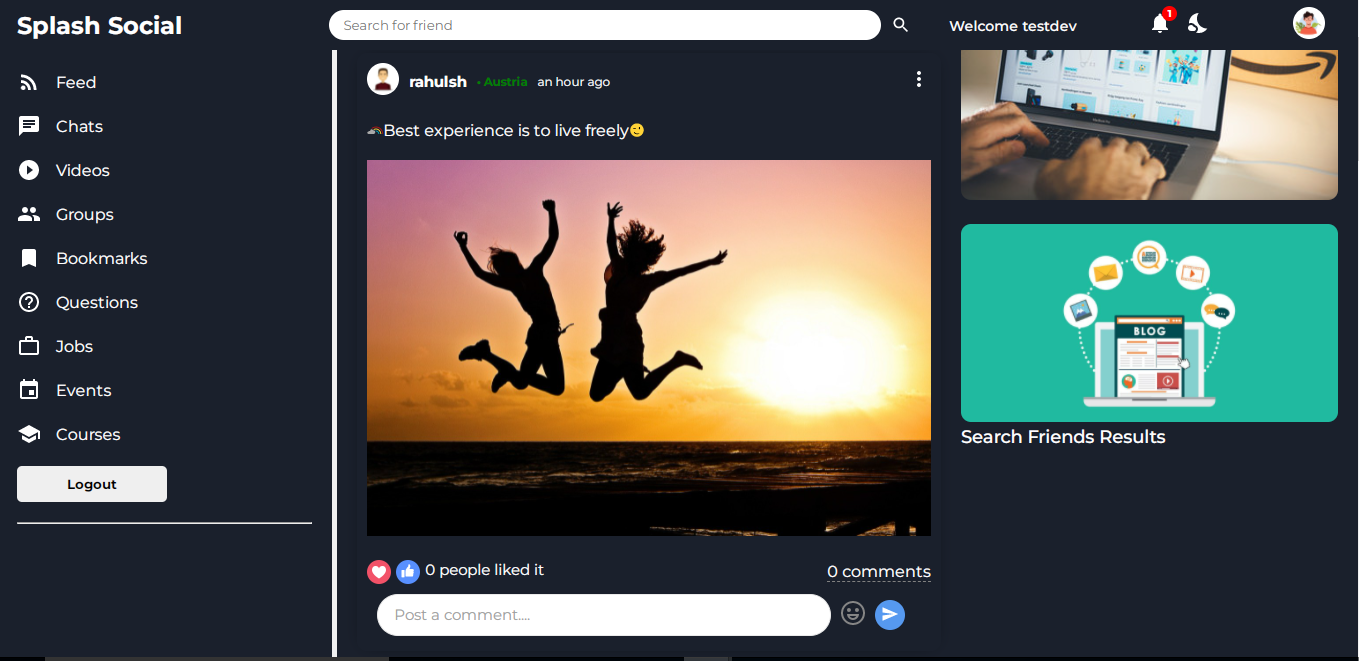 Splash Social
Search for friend
Welcome testdev
1
Feed
Chats
Videos
Groups
Bookmarks
Questions
Jobs
Events
Courses
Logout
rahulsh • Austria an hour ago
🌈Best experience is to live freely🙂
0 people liked it
0 comments
Post a comment....
BLOG
Search Friends Results